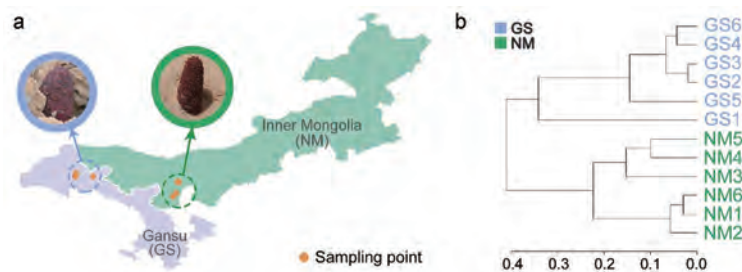 a
Inner Mongolia
(NM)
Gansu
(GS)
Sampling point
b
GS
NM
GS6
GS4
GS3
GS2
GS5
GS1
NM5
NM4
NM3
NM6
NM1
NM2
0.4 0.3 0.2 0.1 0.0